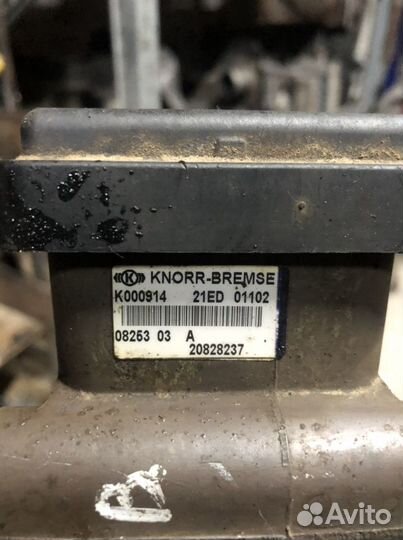 KNORR-BREMSE
K000914 21ED 01102
08253 03 A
20828237
Avito